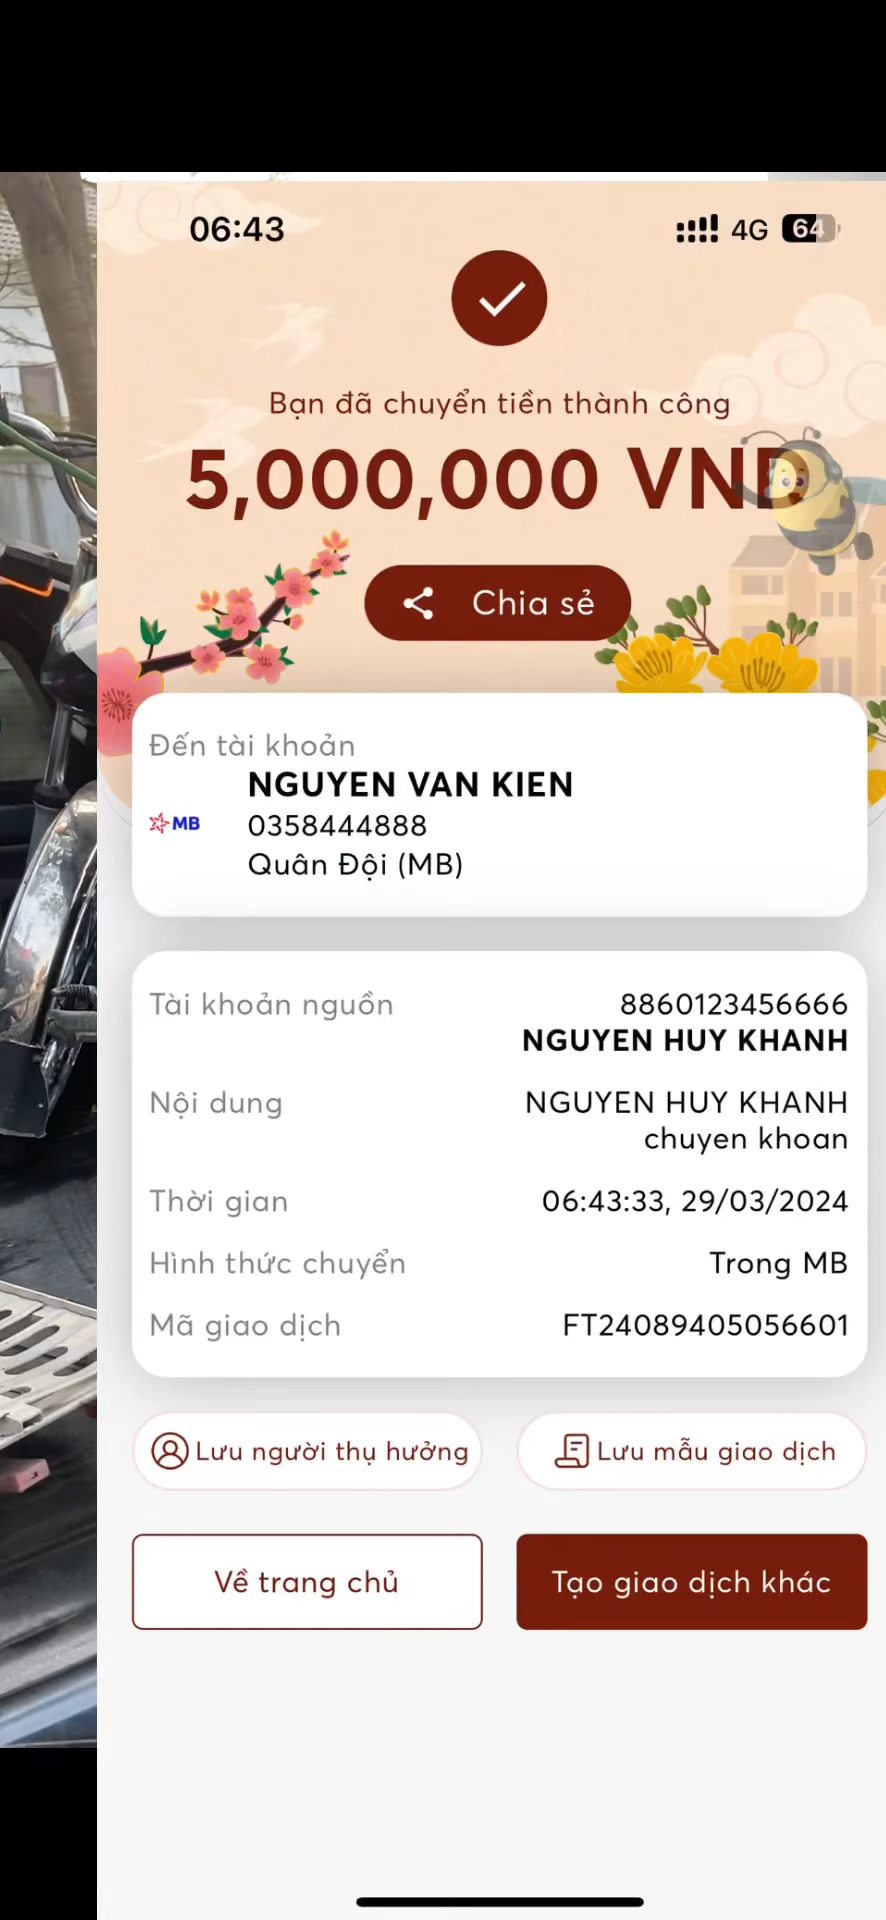 06:43
4G 64
Bạn đã chuyển tiền thành công
5,000,000 VND
Chia sẻ
Đến tài khoản
NGUYEN VAN KIEN
MB
0358444888
Quân Đội (MB)
Tài khoản nguồn
8860123456666
NGUYEN HUY KHANH
Nội dung
NGUYEN HUY KHANH
chuyen khoan
Thời gian
06:43:33, 29/03/2024
Hình thức chuyển
Trong MB
Mã giao dịch
FT24089405056601
Lưu người thụ hưởng
Lưu mẫu giao dịch
Về trang chủ
Tạo giao dịch khác